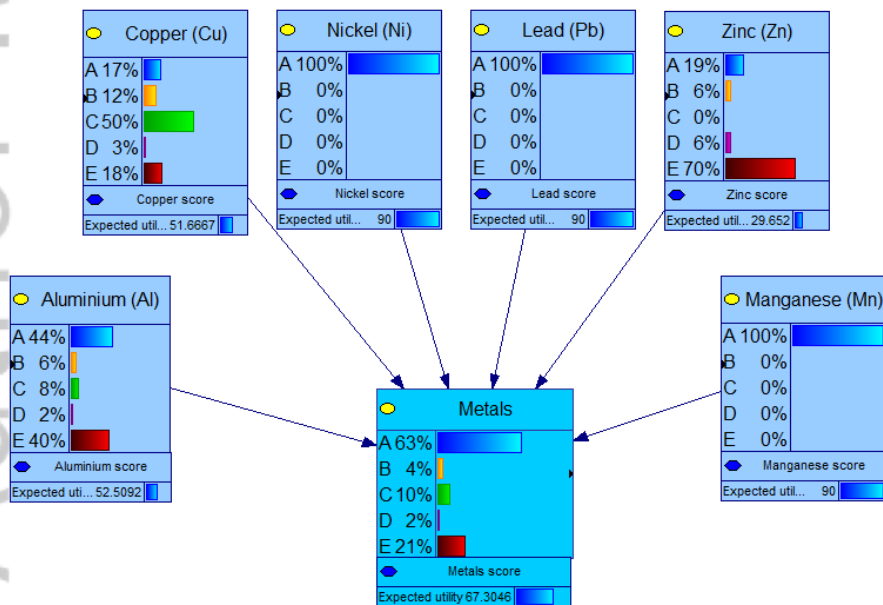 Copper (Cu)
A 17%
B 12%
C 50%
D 3%
E 18%
Copper score
Expected util... 51.6667
Nickel (Ni)
A 100%
B 0%
C 0%
D 0%
E 0%
Nickel score
Expected util... 90
Lead (Pb)
A 100%
B 0%
C 0%
D 0%
E 0%
Lead score
Expected util... 90
Zinc (Zn)
A 19%
B 6%
C 0%
D 6%
E 70%
Zinc score
Expected util... 29.652
Aluminium (Al)
A 44%
B 6%
C 8%
D 2%
E 40%
Aluminium score
Expected uti... 52.5092
Metals
A 63%
B 4%
C 10%
D 2%
E 21%
Metals score
Expected utility 67.3046
Manganese (Mn)
A 100%
B 0%
C 0%
D 0%
E 0%
Manganese score
Expected util... 90